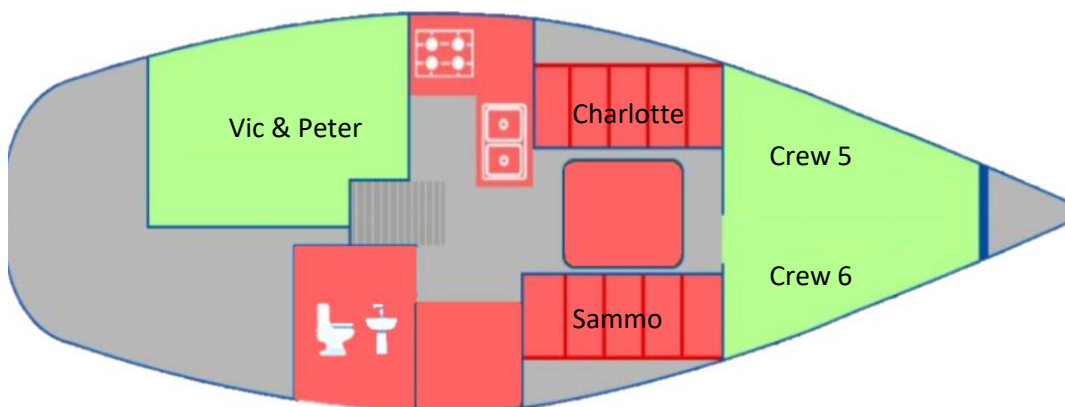 Charlotte
Vic & Peter
Crew 5
Crew 6
Sammo